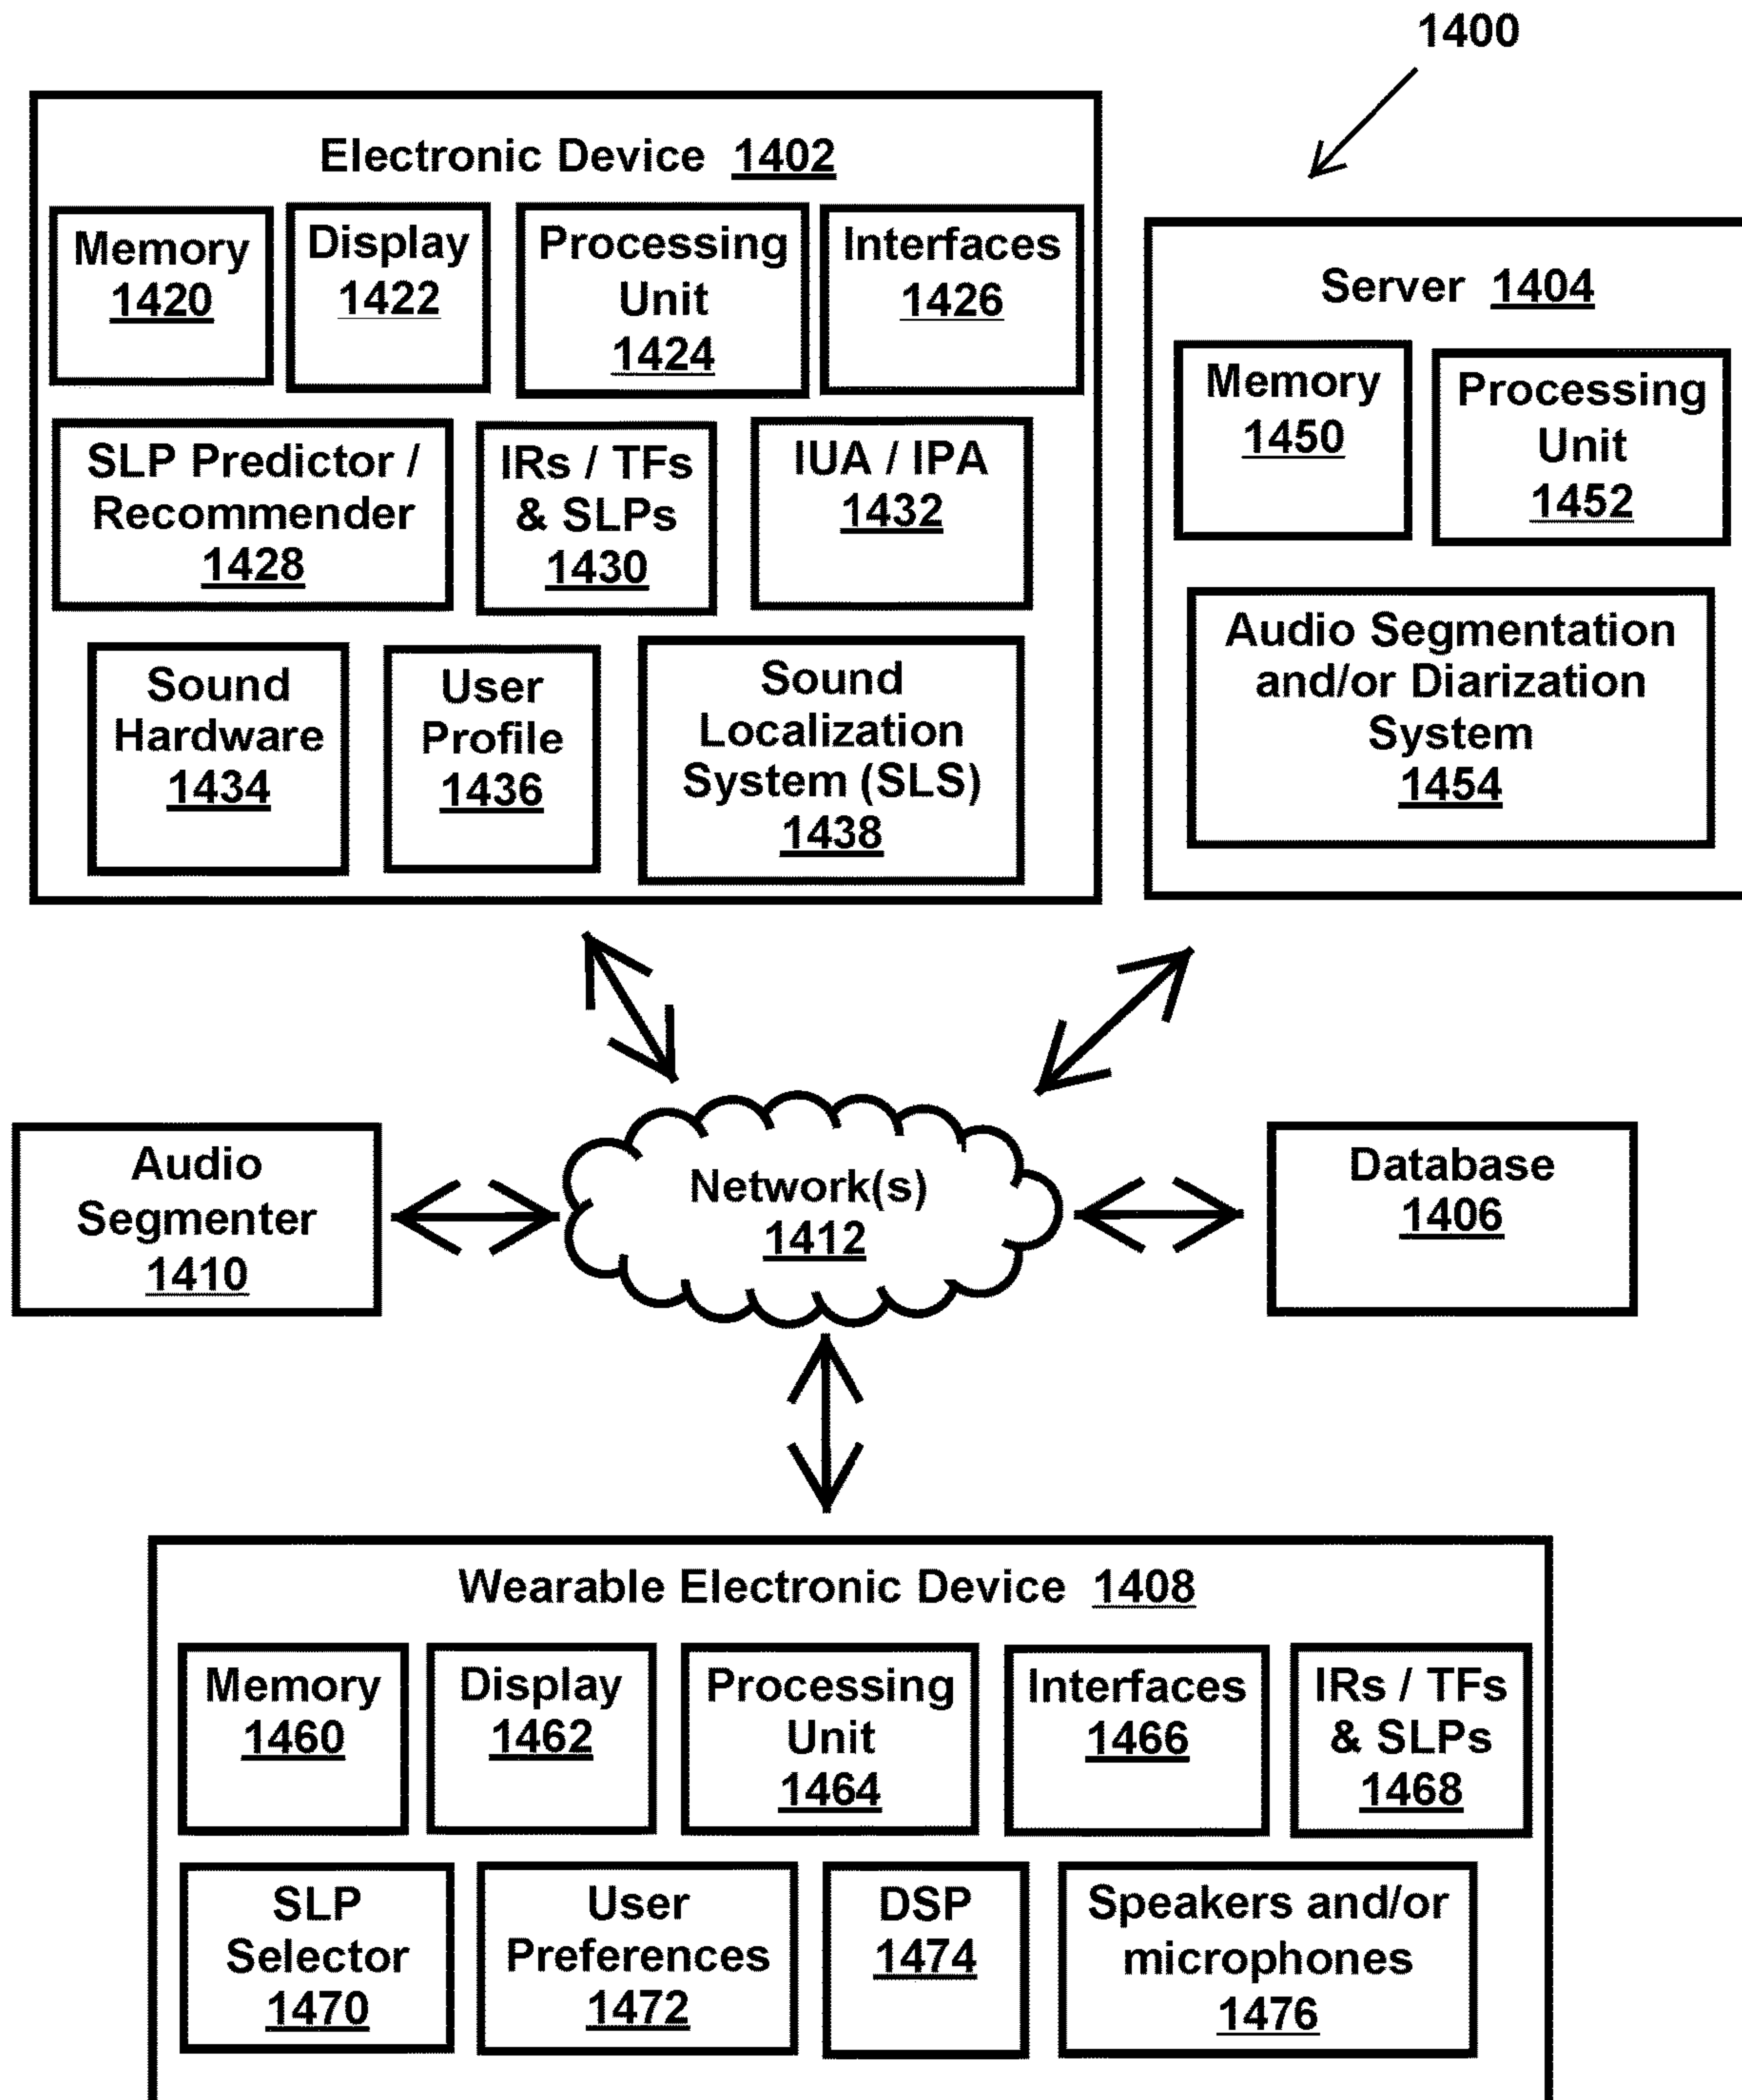 1400
Electronic Device 1402
Memory
1420
Display
1422
Processing
Unit
1424
Interfaces
1426
SLP Predictor /
Recommender
1428
IRs / TFs
& SLPs
1430
IUA / IPA
1432
Sound
Hardware
1434
User
Profile
1436
Sound
Localization
System (SLS)
1438
Server 1404
Memory
1450
Processing
Unit
1452
Audio Segmentation
and/or Diarization
System
1454
Audio
Segmenter
1410
Network(s)
1412
Database
1406
Wearable Electronic Device 1408
Memory
1460
Display
1462
Processing
Unit
1464
Interfaces
1466
IRs / TFs
& SLPs
1468
SLP
Selector
1470
User
Preferences
1472
DSP
1474
Speakers and/or
microphones
1476